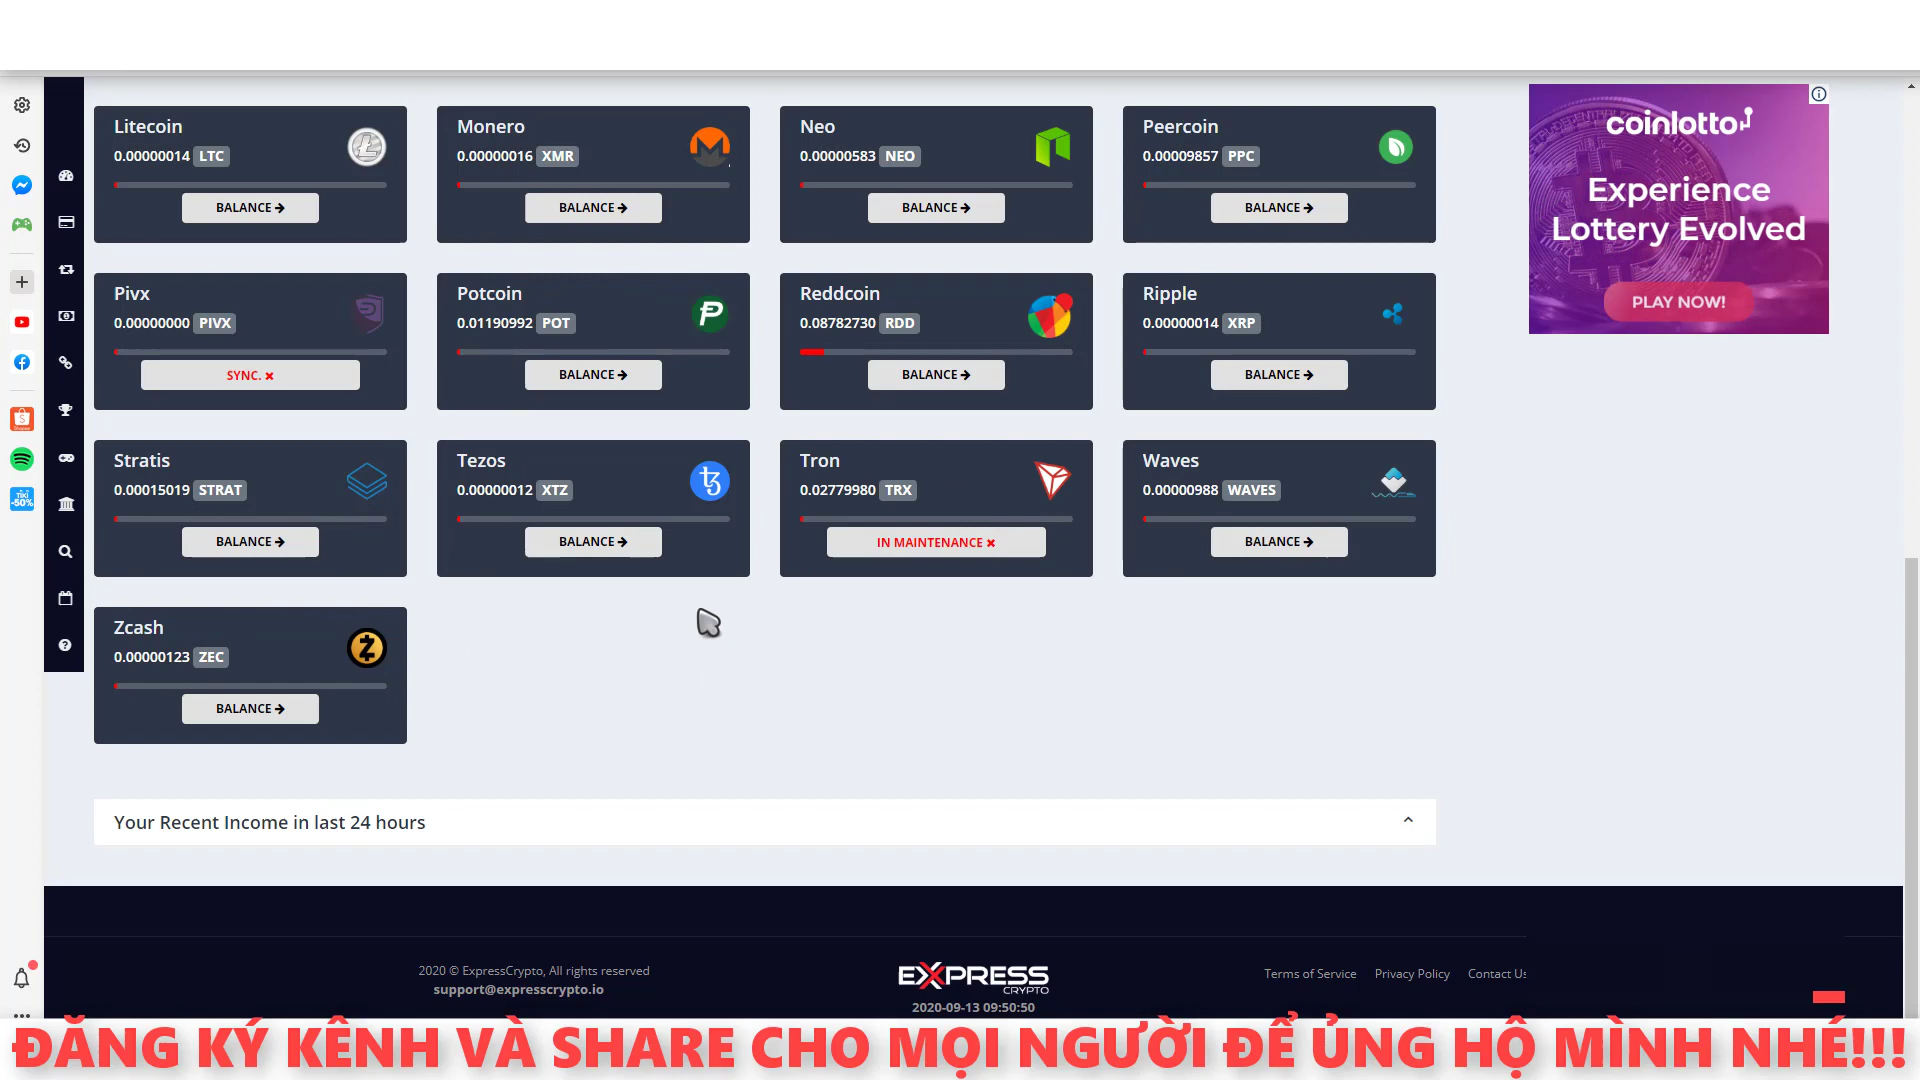 Litecoin
0.00000014 LTC
BALANCE
Monero
0.00000016 XMR
BALANCE
Neo
0.00000583 NEO
BALANCE
Peercoin
0.00009857 PPC
BALANCE
coinlotto
Experience
Lottery Evolved
PLAY NOW!
Pivx
0.00000000 PIVX
SYNC.
Potcoin
0.01190992 POT
BALANCE
Reddcoin
0.08782730 RDD
BALANCE
Ripple
0.00000014 XRP
BALANCE
Stratis
0.00015019 STRAT
BALANCE
Tezos
0.00000012 XTZ
BALANCE
Tron
0.02779980 TRX
IN MAINTENANCE
Waves
0.00000988 WAVES
BALANCE
Zcash
0.00000123 ZEC
BALANCE
Shopee
TIKI
-50%
Your Recent Income in last 24 hours
2020 © ExpressCrypto, All rights reserved
support@expresscrypto.io
EXPRESS
CRYPTO
2020-09-13 09:50:50
Terms of Service Privacy Policy Contact Us
ĐĂNG KÝ KÊNH VÀ SHARE CHO MỌI NGƯỜI ĐỂ ỦNG HỘ MÌNH NHÉ!!!